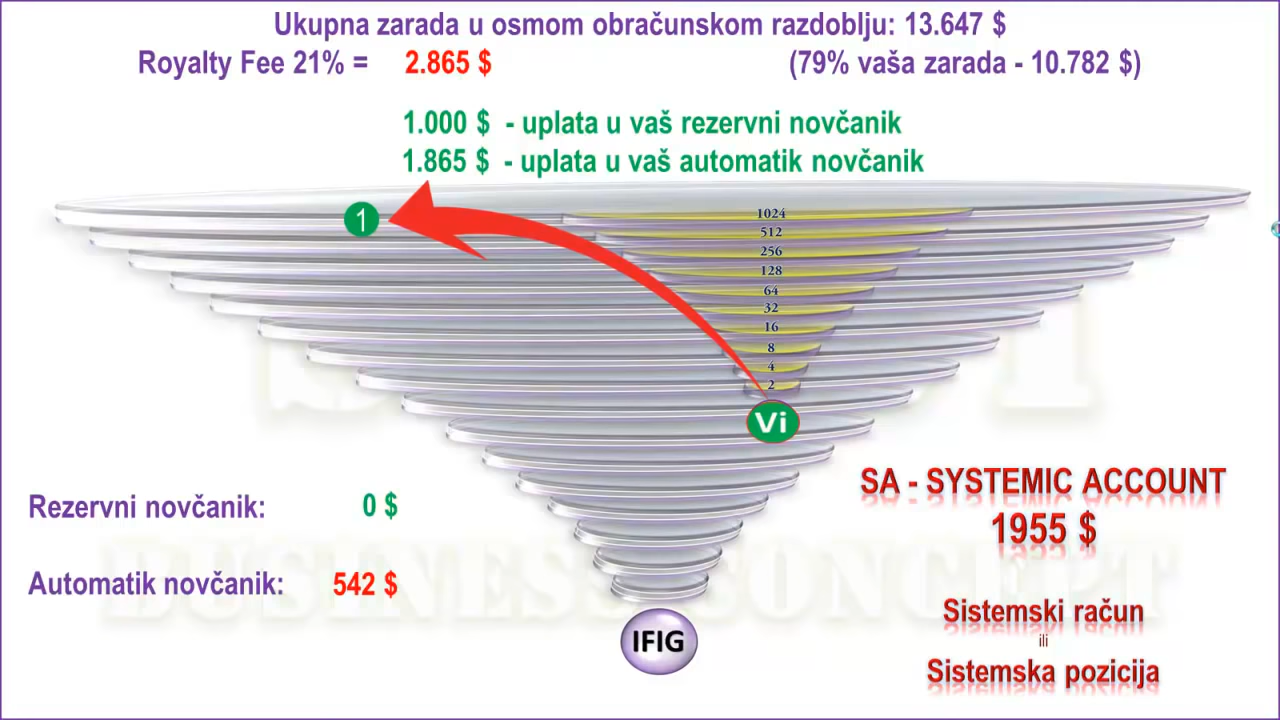 Ukupna zarada u osmom obračunskom razdoblju: 13.647 $
Royalty Fee 21% = 2.865 $ (79% vaša zarada - 10.782 $)
1.000 $ - uplata u vaš rezervni novčanik
1.865 $ - uplata u vaš automatik novčanik
1
1024
512
256
128
64
32
16
8
4
2
Vi
SA - SYSTEMIC ACCOUNT
1955 $
Rezervni novčanik: 0 $
Automatik novčanik: 542 $
BUSINESS CONCEPT
Sistemski račun
ili
Sistemska pozicija
IFIG